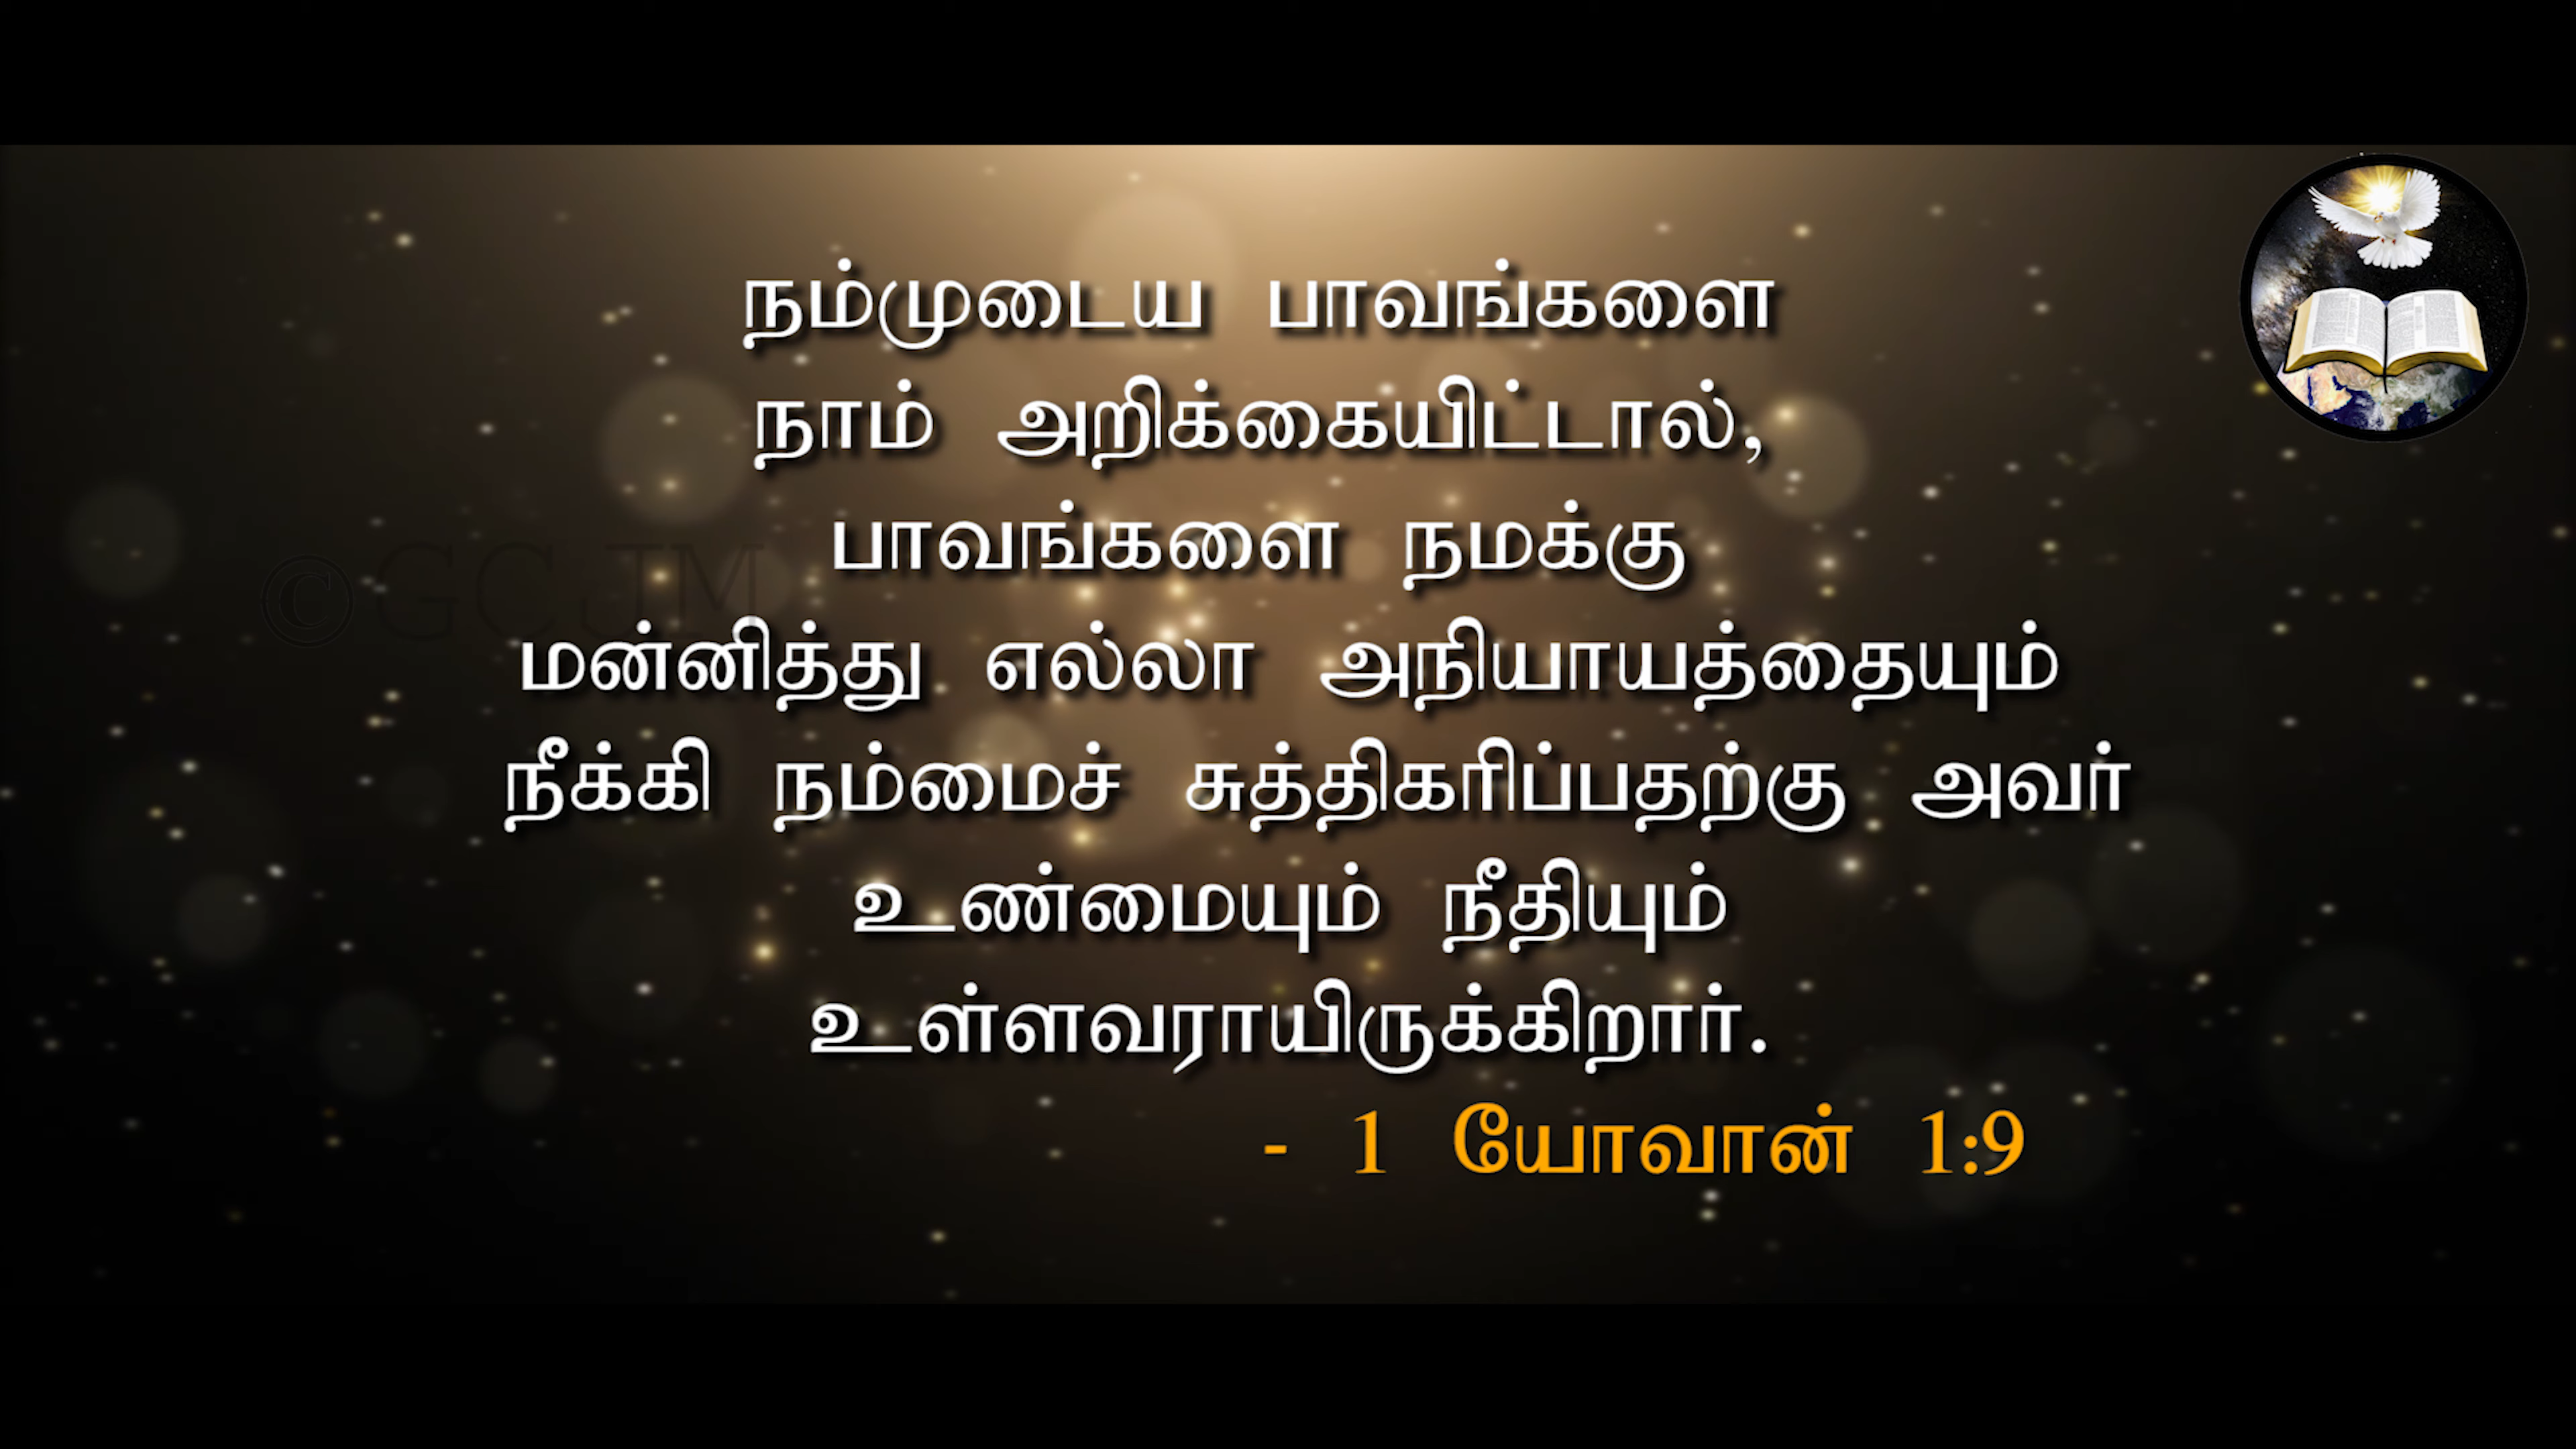 நம்முடைய பாவங்களை
நாம் அறிக்கையிட்டால்,
பாவங்களை நமக்கு
©GCJM
மன்னித்து எல்லா அநியாயத்தையும்
நீக்கி நம்மைச் சுத்திகரிப்பதற்கு அவர்
உண்மையும் நீதியும்
உள்ளவராயிருக்கிறார்.
- 1 யோவான் 1:9